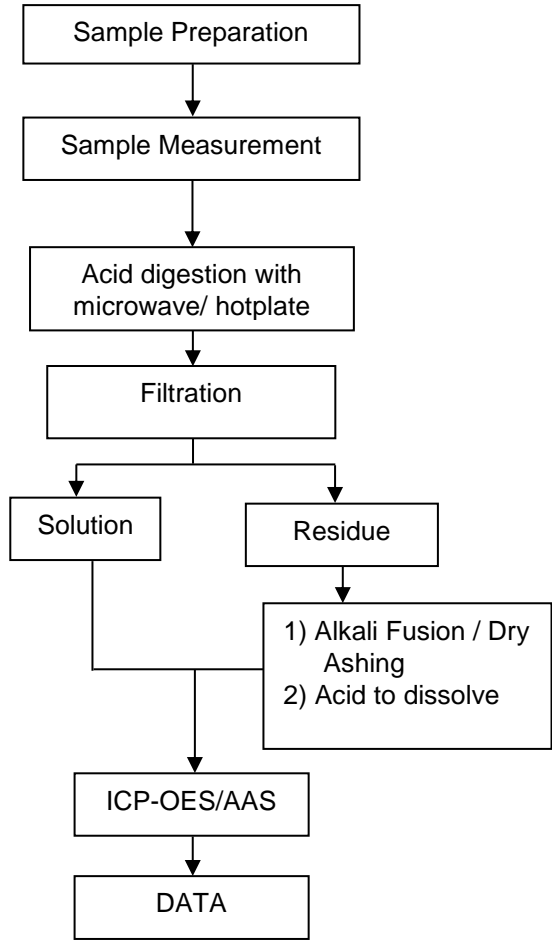 Sample Preparation
Sample Measurement
Acid digestion with
microwave/ hotplate
Filtration
Solution
Residue
1) Alkali Fusion / Dry
Ashing
2) Acid to dissolve
ICP-OES/AAS
DATA